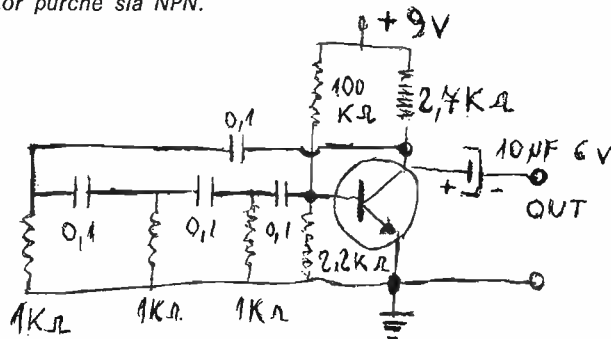 or purchè sia NPN.
+9V
100 KΩ
2,7KΩ
0,1
10µF 6V
+ -
OUT
0,1
0,1
0,1
2,2KΩ
1KΩ
1KΩ
1KΩ